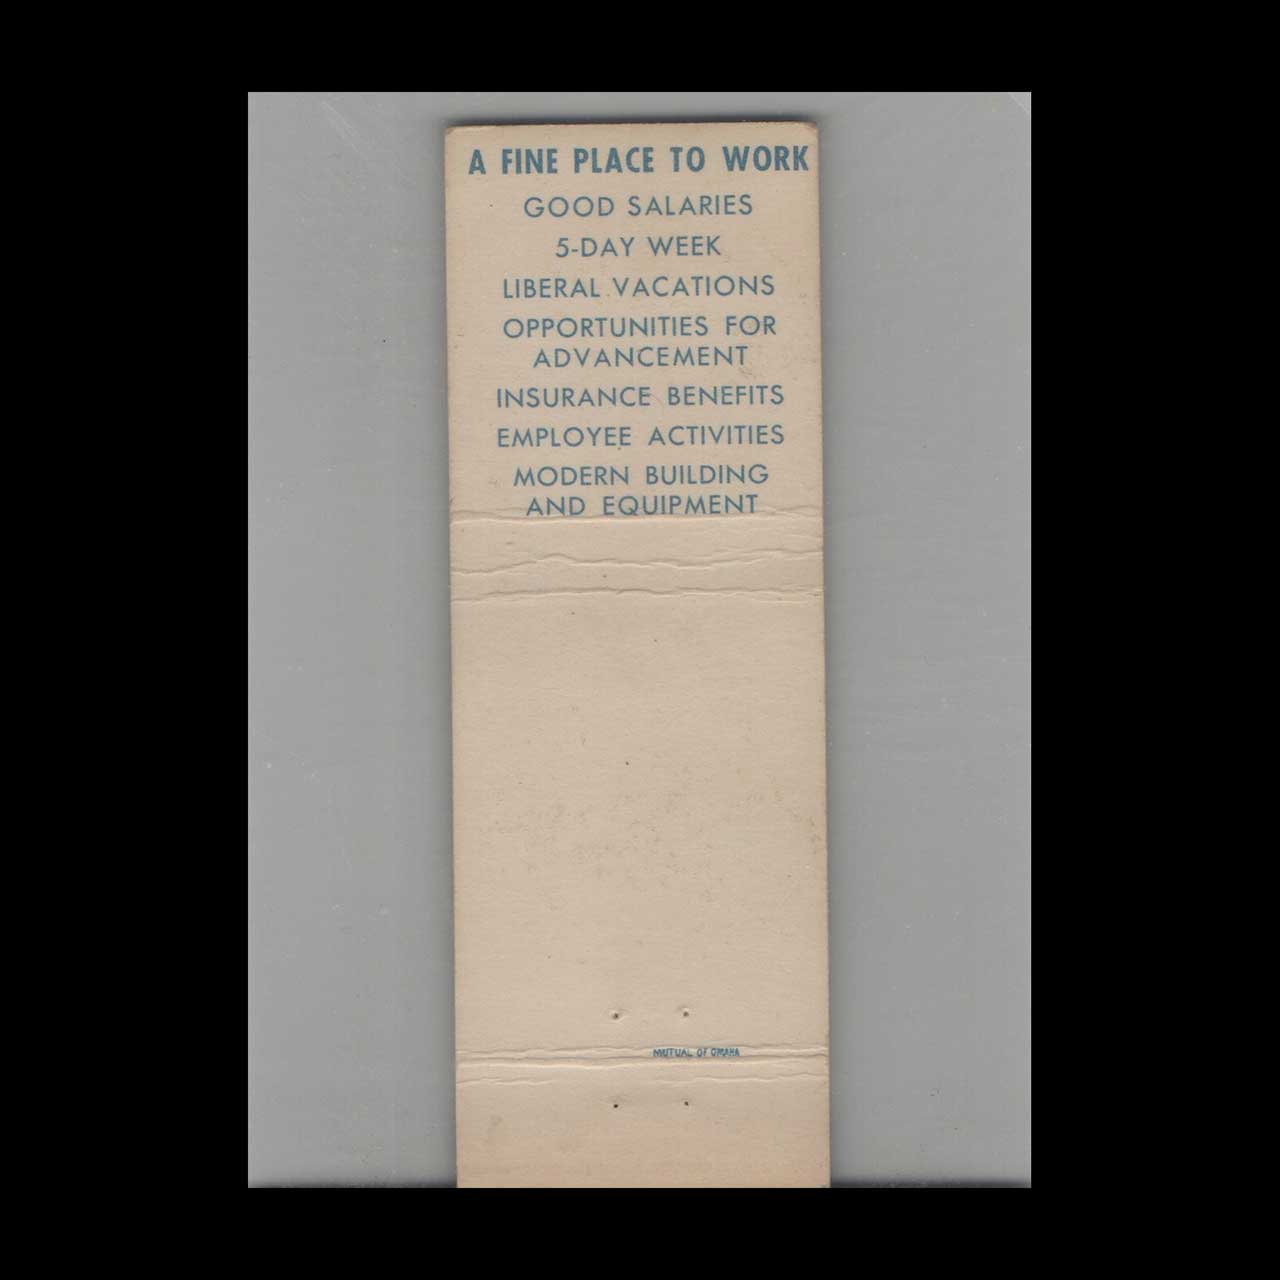 A FINE PLACE TO WORK
GOOD SALARIES
5-DAY WEEK
LIBERAL VACATIONS
OPPORTUNITIES FOR
ADVANCEMENT
INSURANCE BENEFITS
EMPLOYEE ACTIVITIES
MODERN BUILDING
AND EQUIPMENT
MUTUAL OF OMAHA